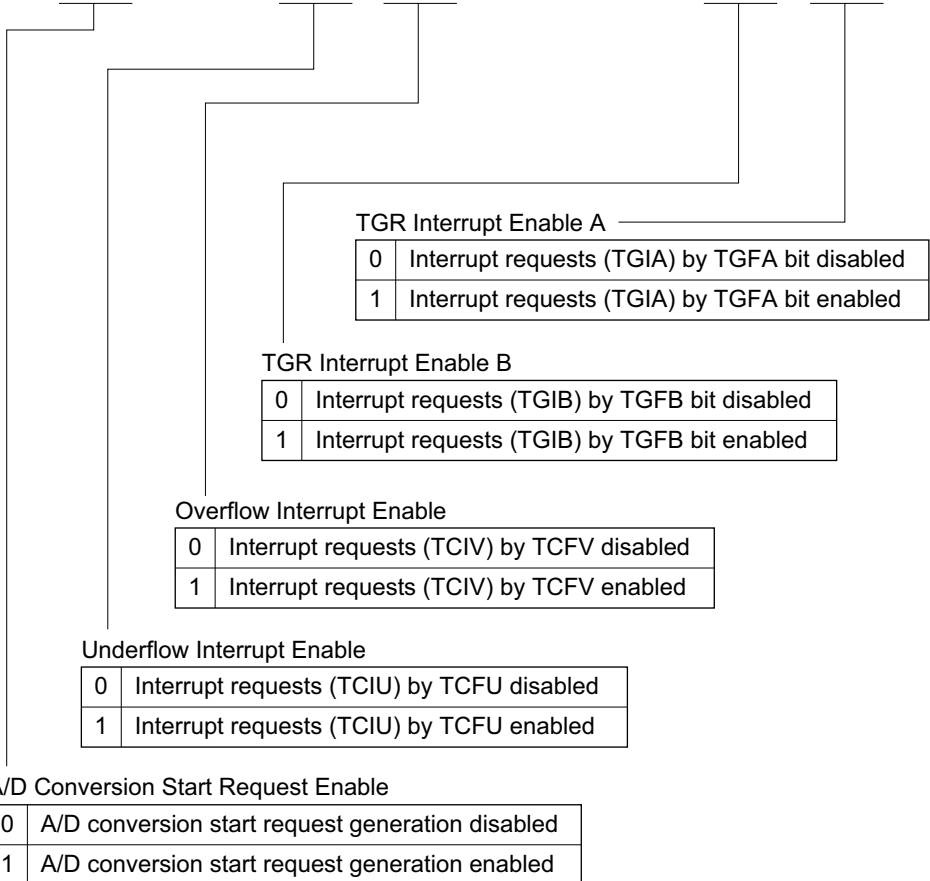 TGR Interrupt Enable A
0 Interrupt requests (TGIA) by TGFA bit disabled
1 Interrupt requests (TGIA) by TGFA bit enabled
TGR Interrupt Enable B
0 Interrupt requests (TGIB) by TGFB bit disabled
1 Interrupt requests (TGIB) by TGFB bit enabled
Overflow Interrupt Enable
0 Interrupt requests (TCIV) by TCFV disabled
1 Interrupt requests (TCIV) by TCFV enabled
Underflow Interrupt Enable
0 Interrupt requests (TCIU) by TCFU disabled
1 Interrupt requests (TCIU) by TCFU enabled
A/D Conversion Start Request Enable
0 A/D conversion start request generation disabled
1 A/D conversion start request generation enabled